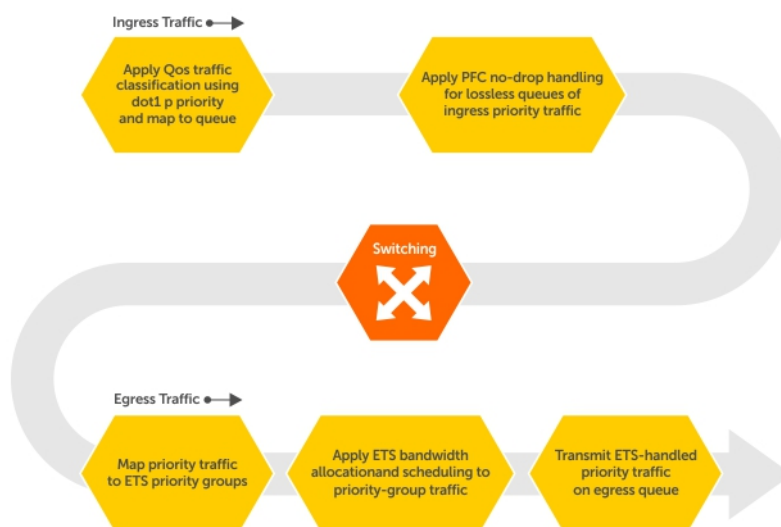 Ingress Traffic
Apply Qos traffic
classification using
dot1 p priority
and map to queue
Apply PFC no-drop handling
for lossless queues of
ingress priority traffic
Switching
Egress Traffic
Map priority traffic
to ETS priority groups
Apply ETS bandwidth
allocationand scheduling to
priority-group traffic
Transmit ETS-handled
priority traffic
on egress queue